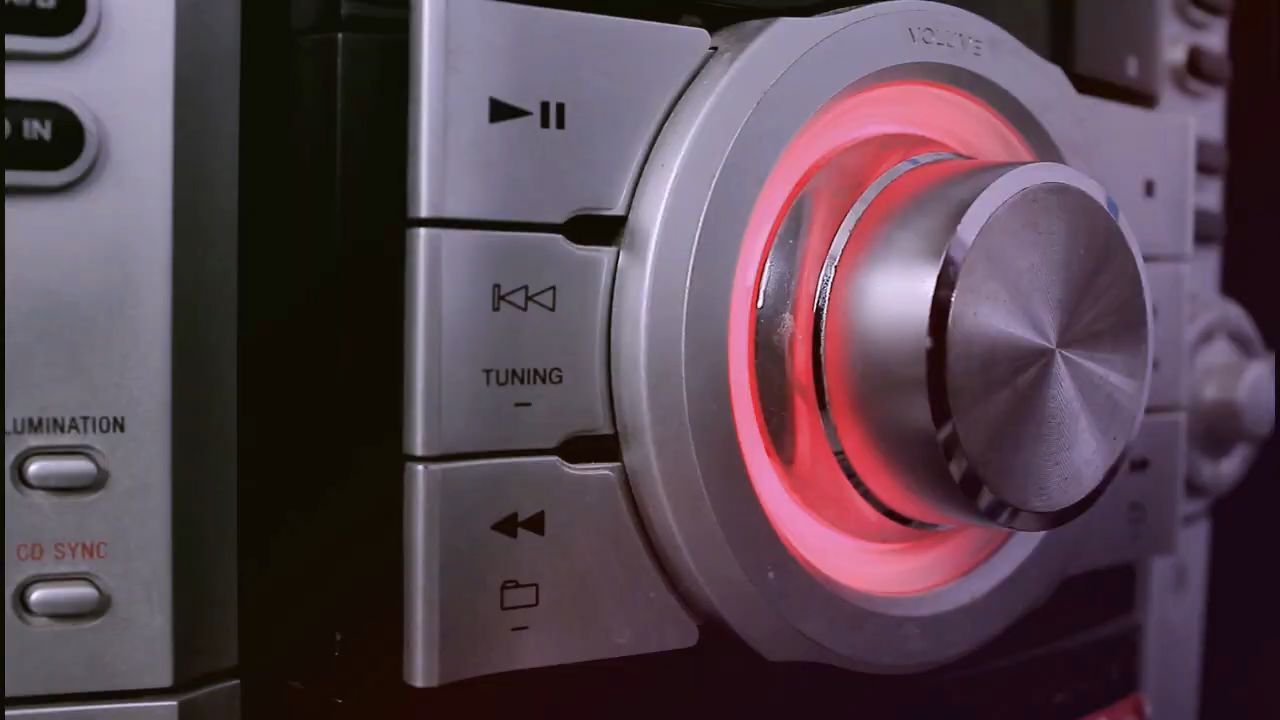 IN
VOLUME
TUNING
–
LUMINATION
CD SYNC
–